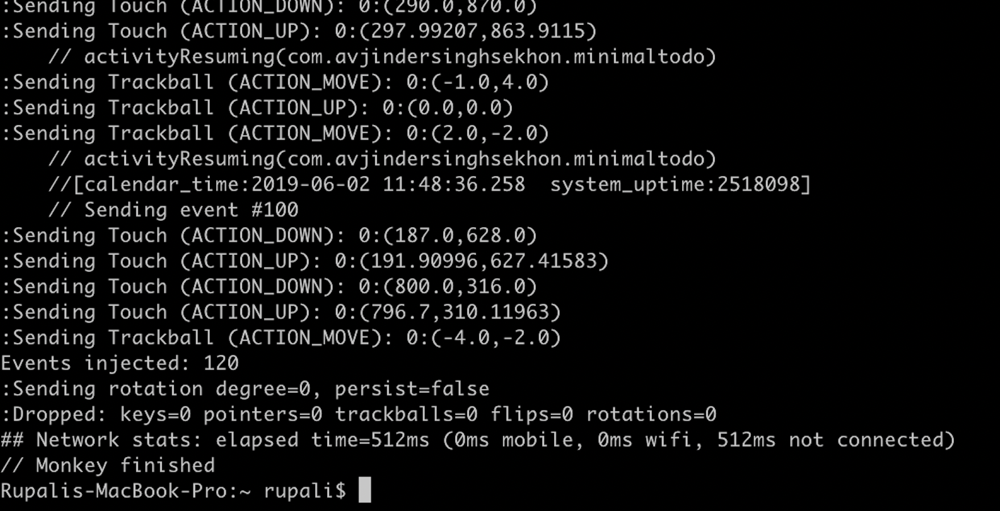 :Sending Touch (ACTION_DOWN): 0:(290.0,870.0)
:Sending Touch (ACTION_UP): 0:(297.99207,863.9115)
    // activityResuming(com.avjindersinghsekhon.minimaltodo)
:Sending Trackball (ACTION_MOVE): 0:(-1.0,4.0)
:Sending Trackball (ACTION_UP): 0:(0.0,0.0)
:Sending Trackball (ACTION_MOVE): 0:(2.0,-2.0)
    // activityResuming(com.avjindersinghsekhon.minimaltodo)
    //[calendar_time:2019-06-02 11:48:36.258  system_uptime:2518098]
    // Sending event #100
:Sending Touch (ACTION_DOWN): 0:(187.0,628.0)
:Sending Touch (ACTION_UP): 0:(191.90996,627.41583)
:Sending Touch (ACTION_DOWN): 0:(800.0,316.0)
:Sending Touch (ACTION_UP): 0:(796.7,310.11963)
:Sending Trackball (ACTION_MOVE): 0:(-4.0,-2.0)
Events injected: 120
:Sending rotation degree=0, persist=false
:Dropped: keys=0 pointers=0 trackballs=0 flips=0 rotations=0
## Network stats: elapsed time=512ms (0ms mobile, 0ms wifi, 512ms not connected)
// Monkey finished
Rupalis-MacBook-Pro:~ rupali$